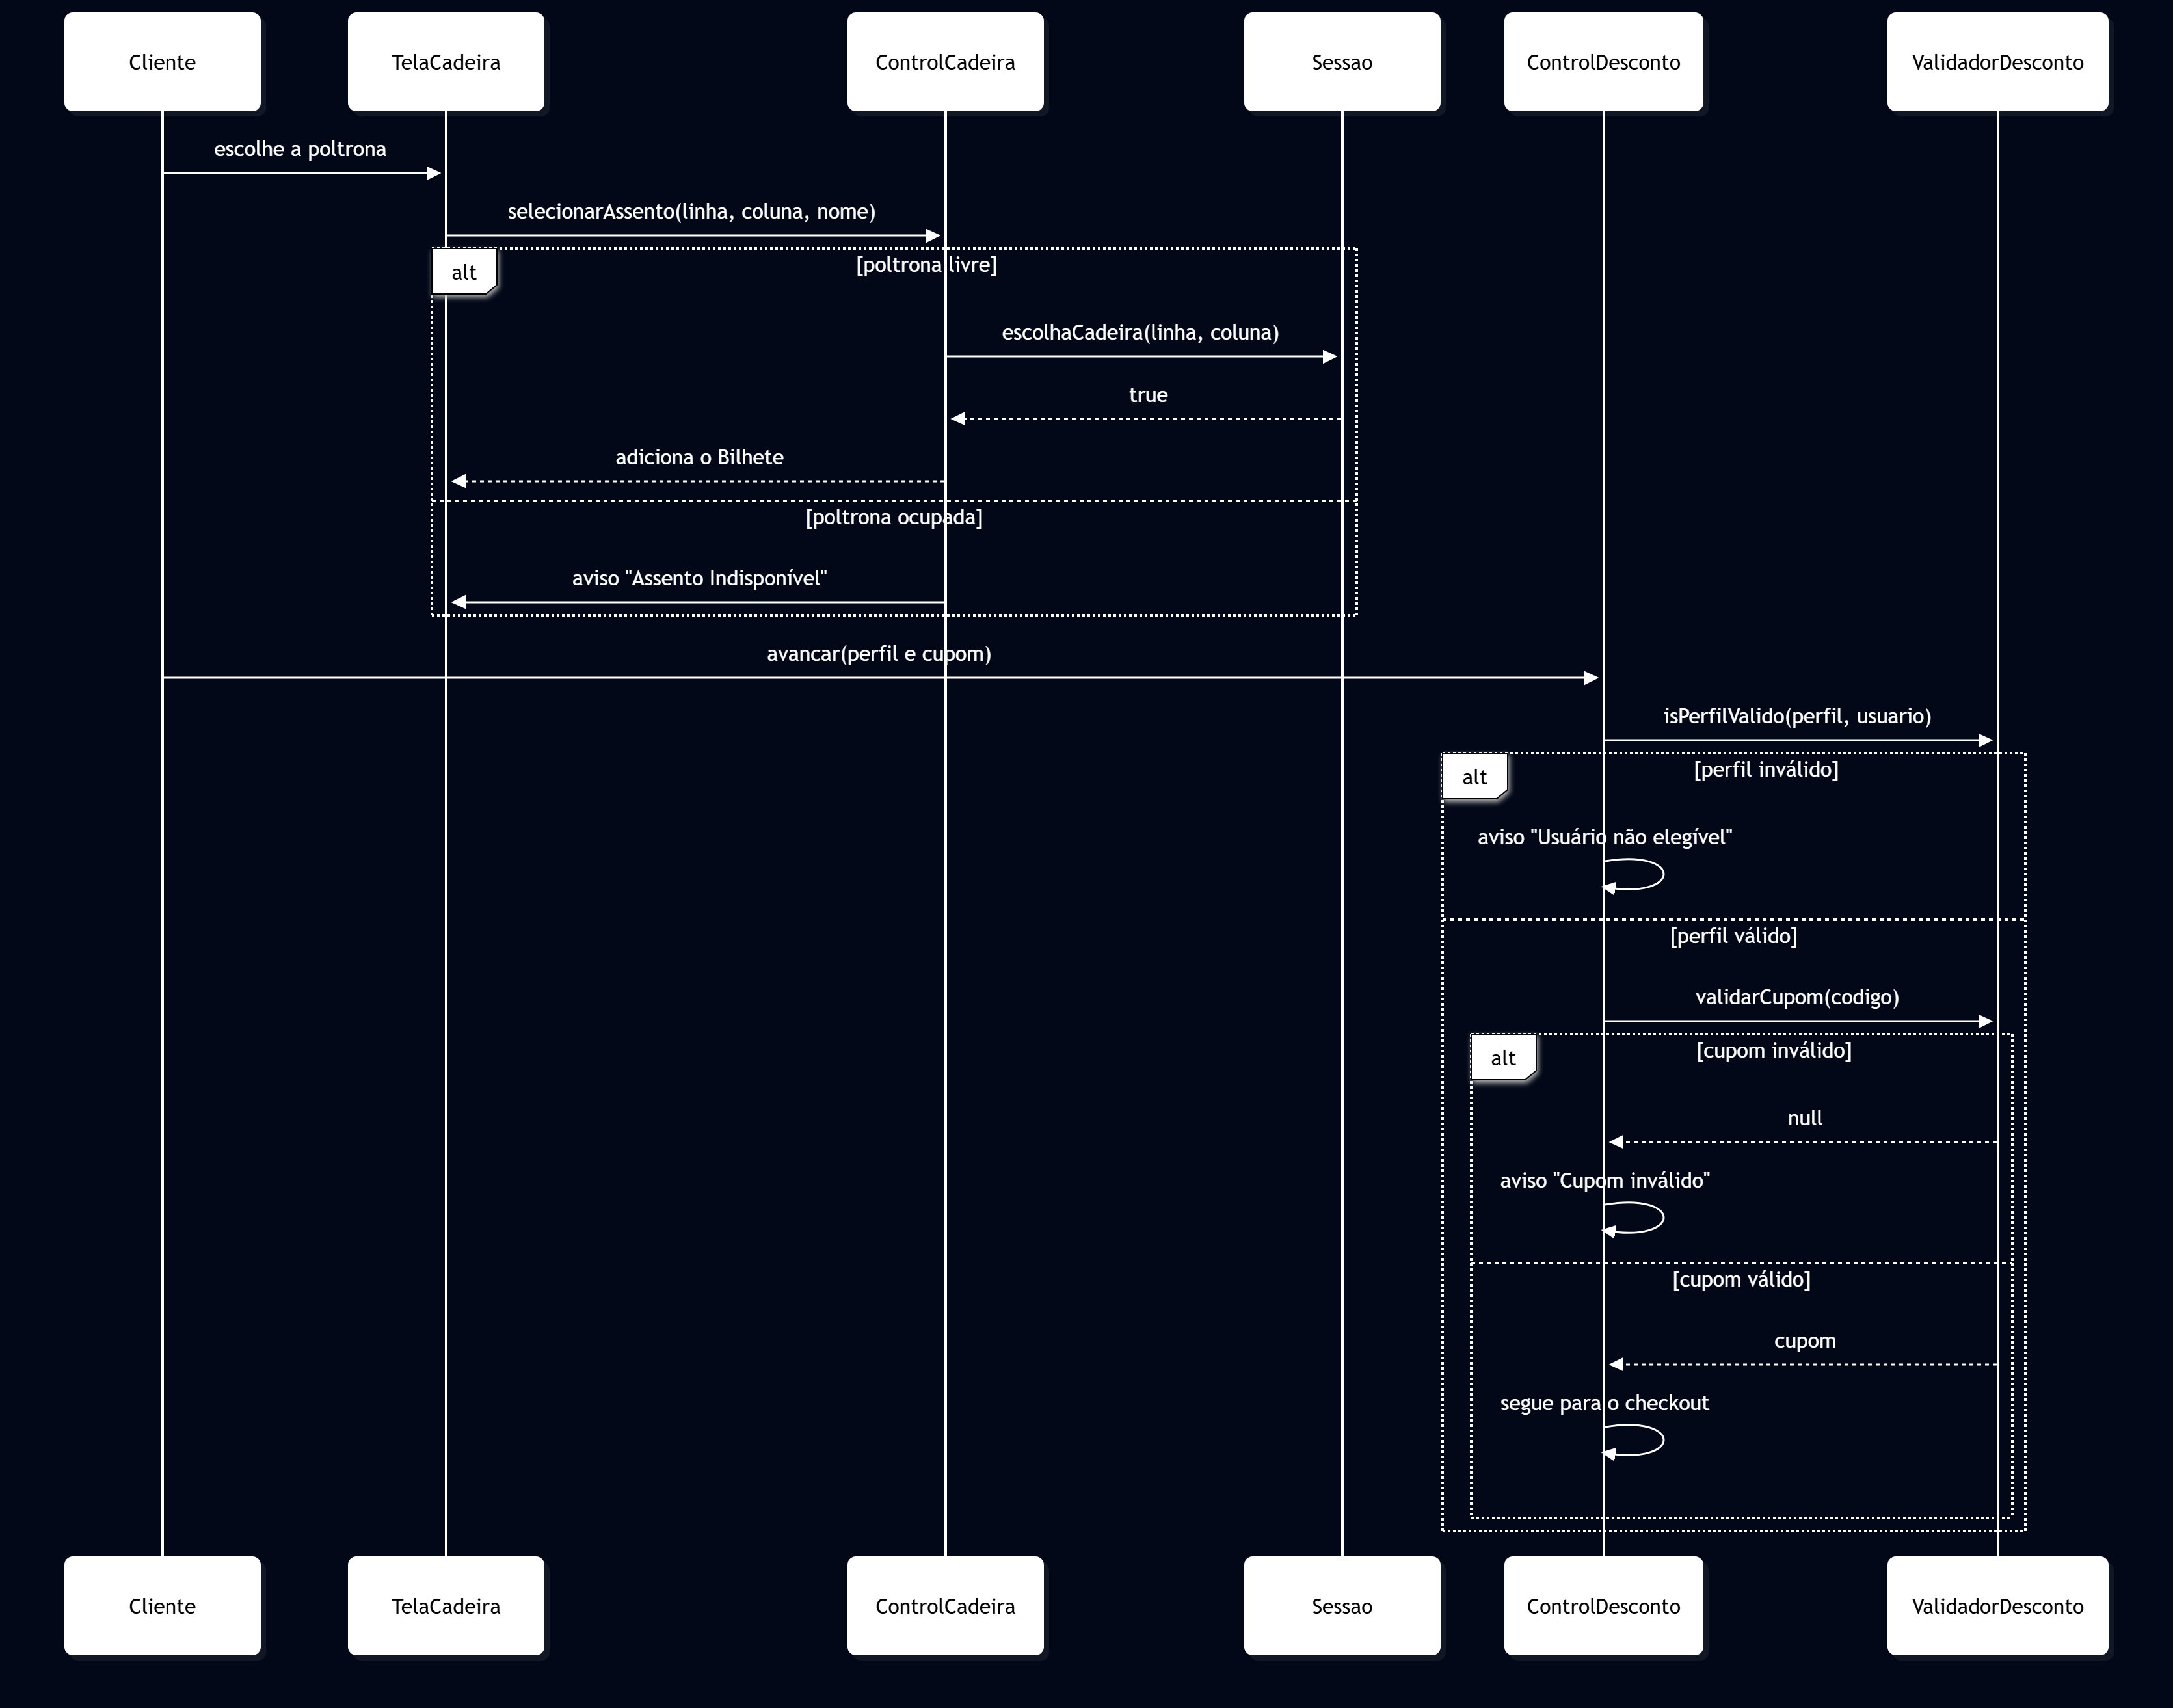 Cliente
TelaCadeira
ControlCadeira
Sessao
ControlDesconto
ValidadorDesconto
escolhe a poltrona
selecionarAssento(linha, coluna, nome)
alt
[poltrona livre]
escolhaCadeira(linha, coluna)
true
adiciona o Bilhete
[poltrona ocupada]
aviso "Assento Indisponível"
avancar(perfil e cupom)
isPerfilValido(perfil, usuario)
alt
[perfil inválido]
aviso "Usuário não elegível"
[perfil válido]
validarCupom(codigo)
alt
[cupom inválido]
null
aviso "Cupom inválido"
[cupom válido]
cupom
segue para o checkout
Cliente
TelaCadeira
ControlCadeira
Sessao
ControlDesconto
ValidadorDesconto